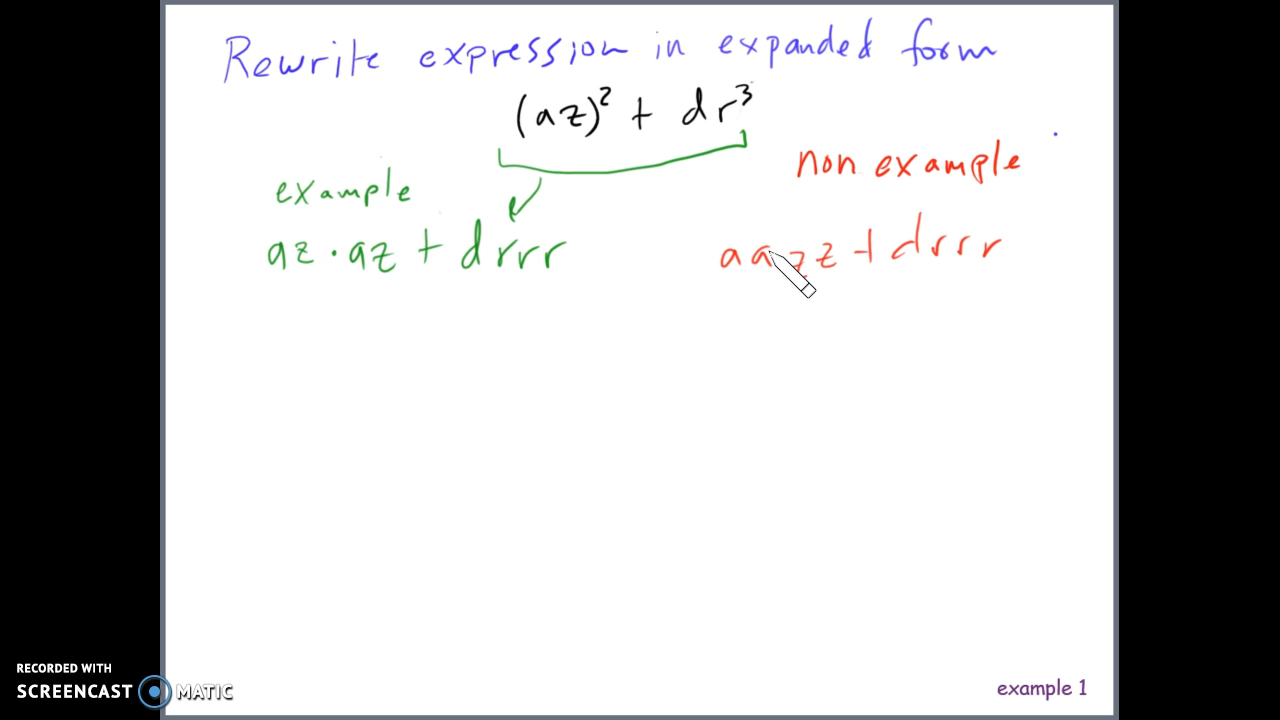 Rewrite expression in expanded form
(az)² + dr³
example
az · az + drrr
non example
aazz + drrr
RECORDED WITH
SCREENCAST MATIC
example 1